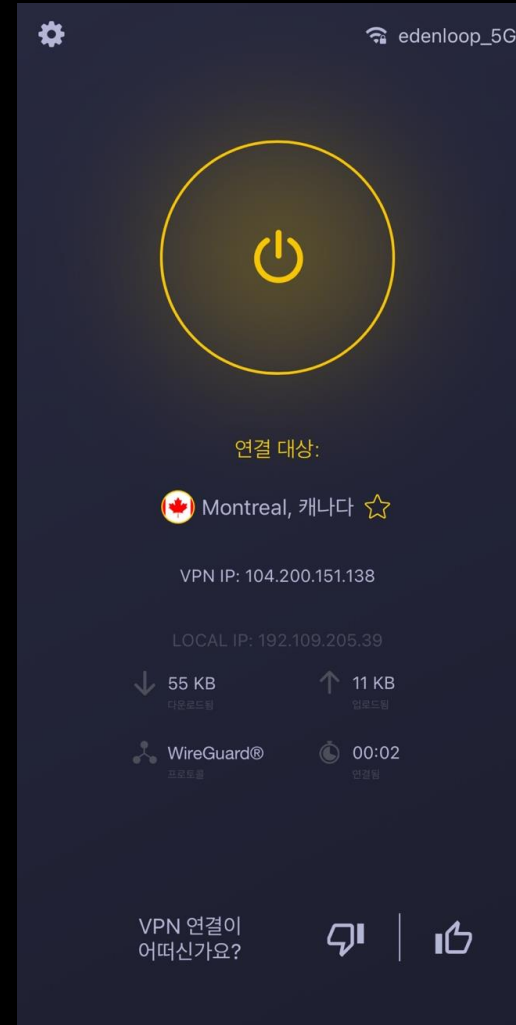 edenloop_5G
연결 대상:
Montreal, 캐나다
VPN IP: 104.200.151.138
LOCAL IP: 192.109.205.39
55 KB
다운로드됨
11 KB
업로드됨
WireGuard®
프로토콜
00:02
연결됨
VPN 연결이
어떠신가요?